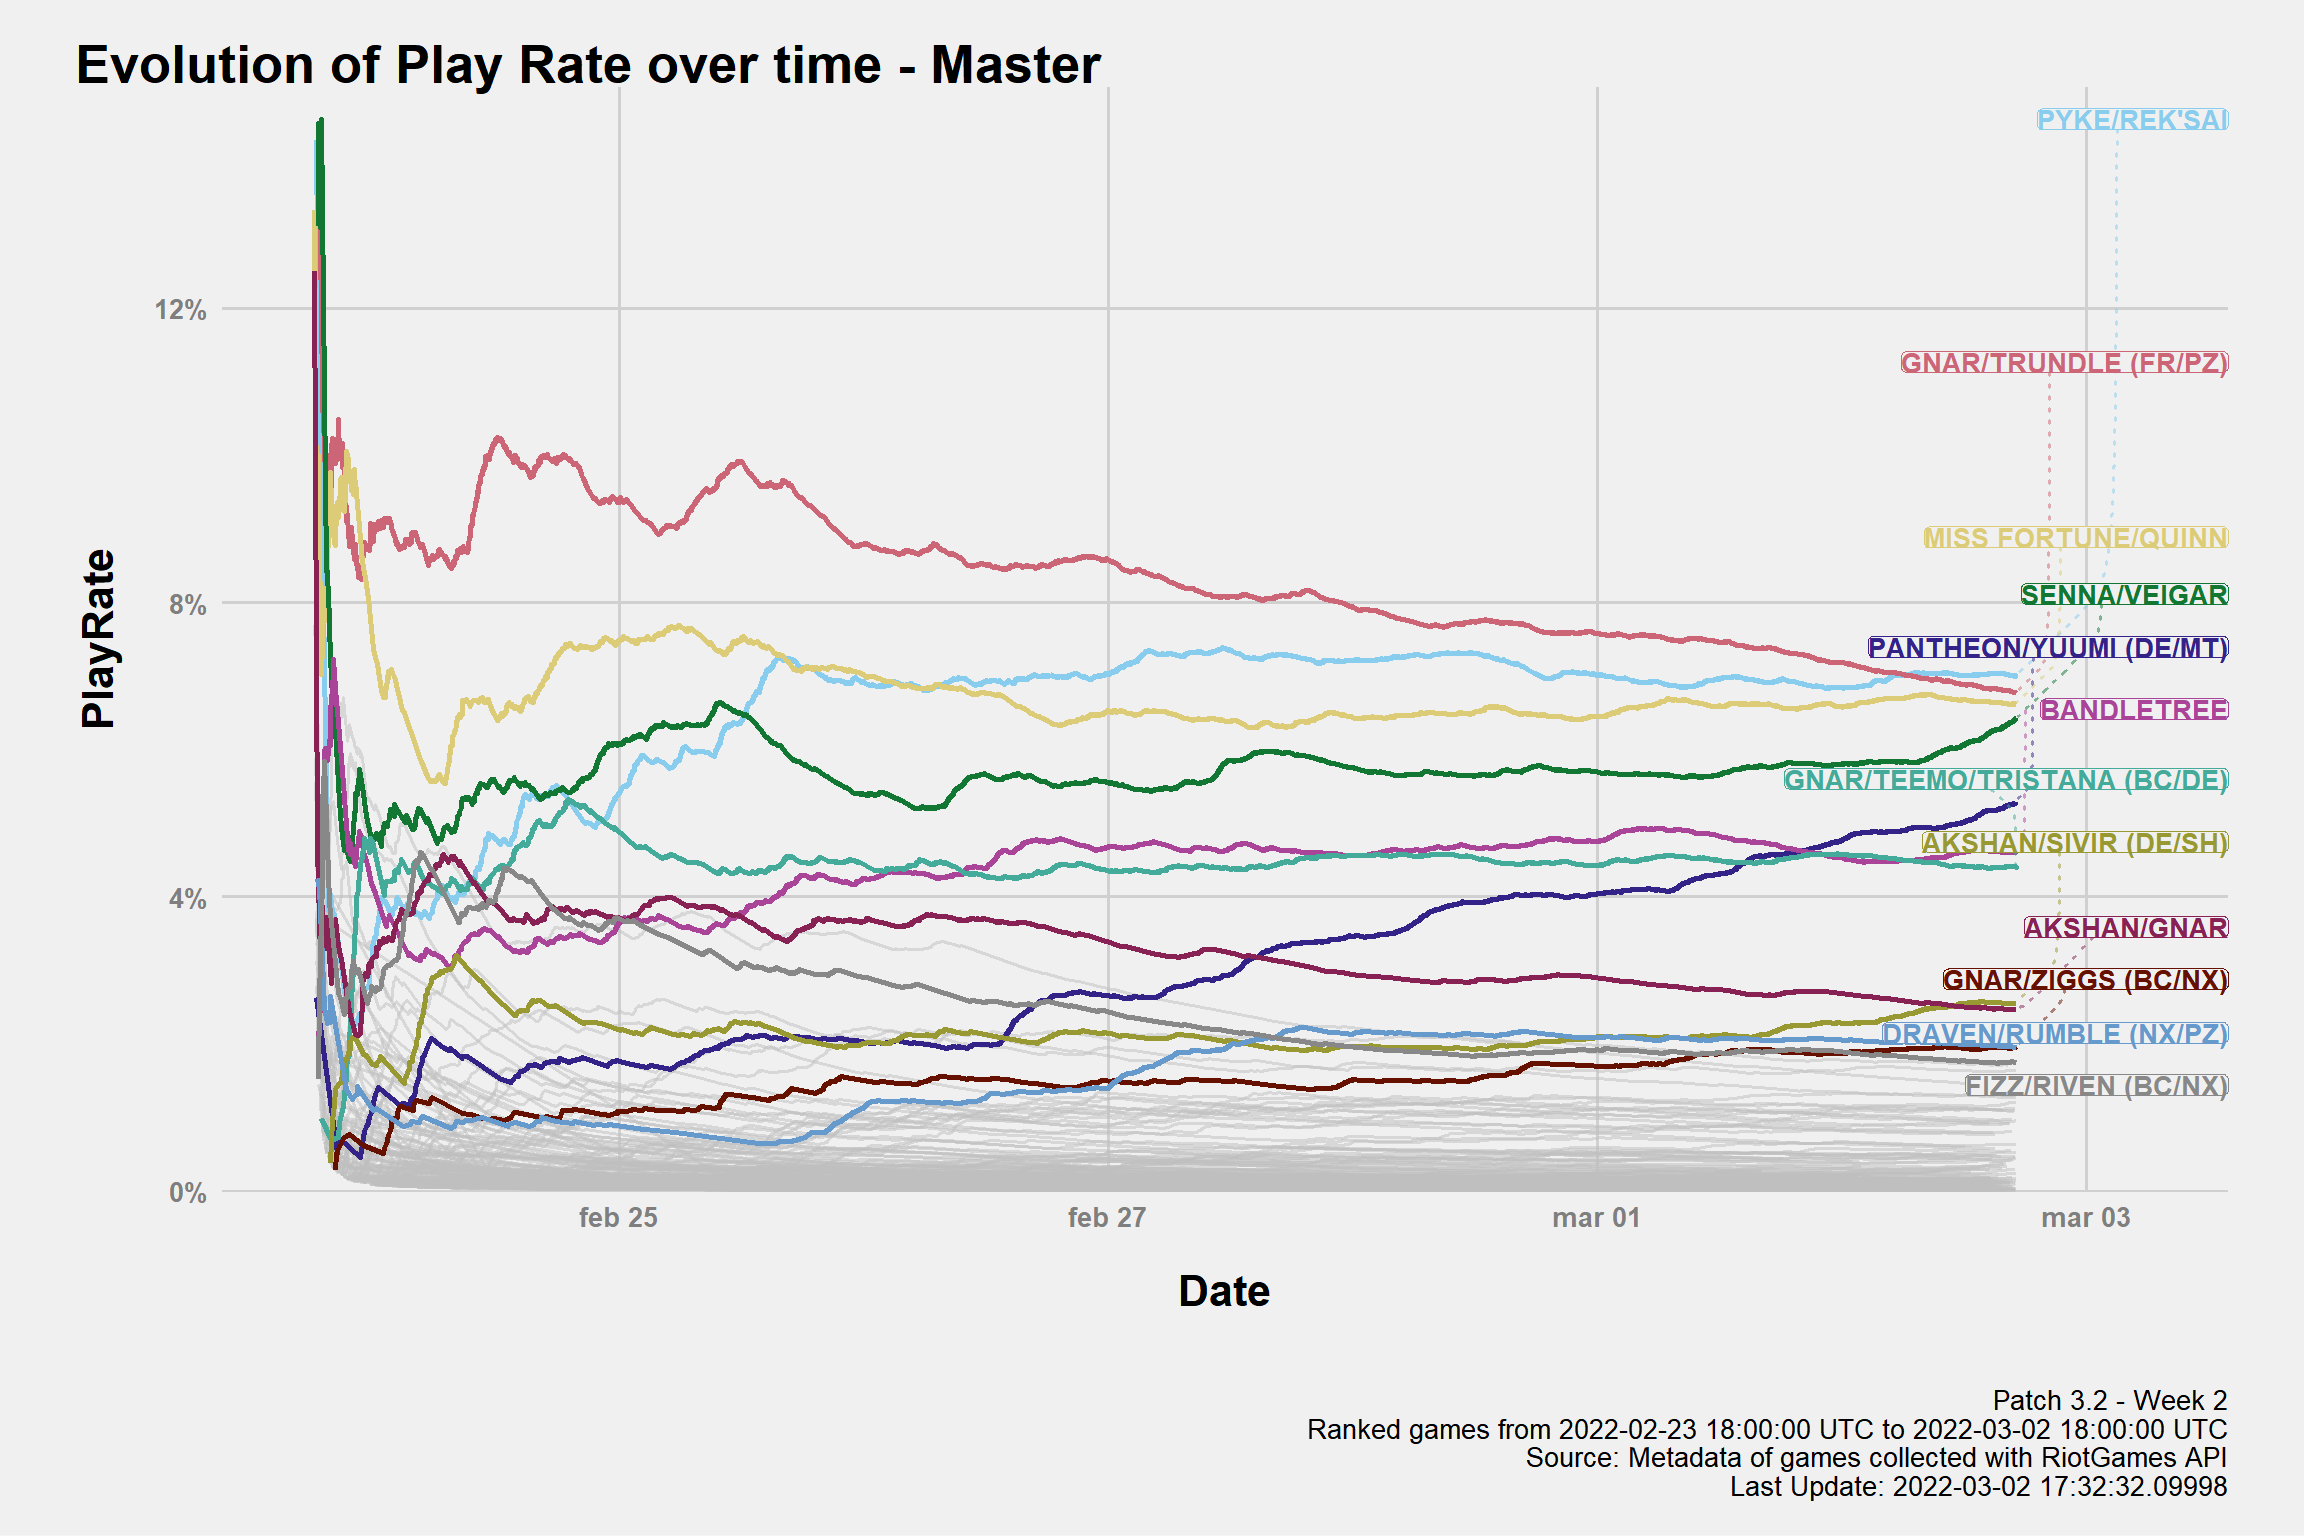 Evolution of Play Rate over time - Master
PYKE/REK'SAI
12%
GNAR/TRUNDLE (FR/PZ)
MISS FORTUNE/QUINN
SENNA/VEIGAR
8%
PANTHEON/YUUMI (DE/MT)
PlayRate
BANDLETREE
GNAR/TEEMO/TRISTANA (BC/DE)
AKSHAN/SIVIR (DE/SH)
4%
AKSHAN/GNAR
GNAR/ZIGGS (BC/NX)
DRAVEN/RUMBLE (NX/PZ)
FIZZ/RIVEN (BC/NX)
0%
feb 25
feb 27
mar 01
mar 03
Date
Patch 3.2 - Week 2
Ranked games from 2022-02-23 18:00:00 UTC to 2022-03-02 18:00:00 UTC
Source: Metadata of games collected with RiotGames API
Last Update: 2022-03-02 17:32:32.09998